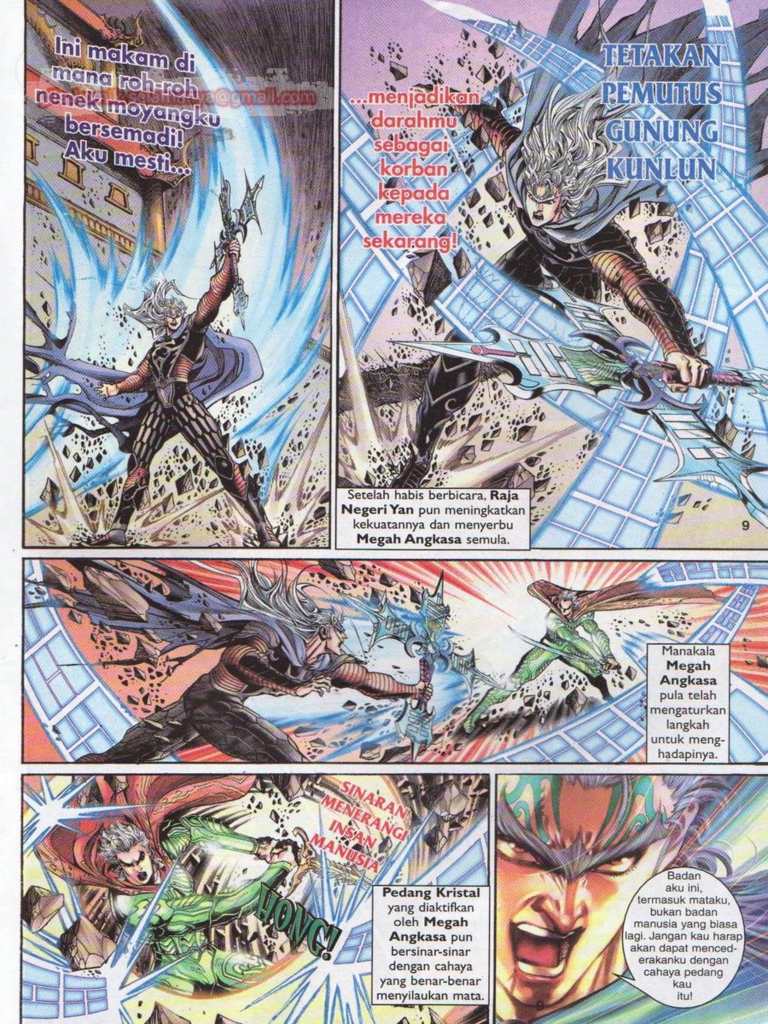 Ini makam di
mana roh-roh
nenek moyangku
bersemadi!
Aku mesti...
...menjadikan
darahmu
sebagai
korban
kepada
mereka
sekarang!
TETAKAN
PEMUTUS
GUNUNG
KUNLUN
Setelah habis berbicara, Raja
Negeri Yan pun meningkatkan
kekuatannya dan menyerbu
Megah Angkasa semula.
9
Manakala
Megah
Angkasa
pula telah
mengaturkan
langkah
untuk meng-
hadapinya.
SINARAN
MENERANGI
INSAN
MANUSIA
HONG!
Pedang Kristal
yang diaktifkan
oleh Megah
Angkasa pun
bersinar-sinar
dengan cahaya
yang benar-benar
menyilaukan mata.
Badan
aku ini,
termasuk mataku,
bukan badan
manusia yang biasa
lagi. Jangan kau harap
akan dapat menced-
erakanku dengan
cahaya pedang
kau
itu!